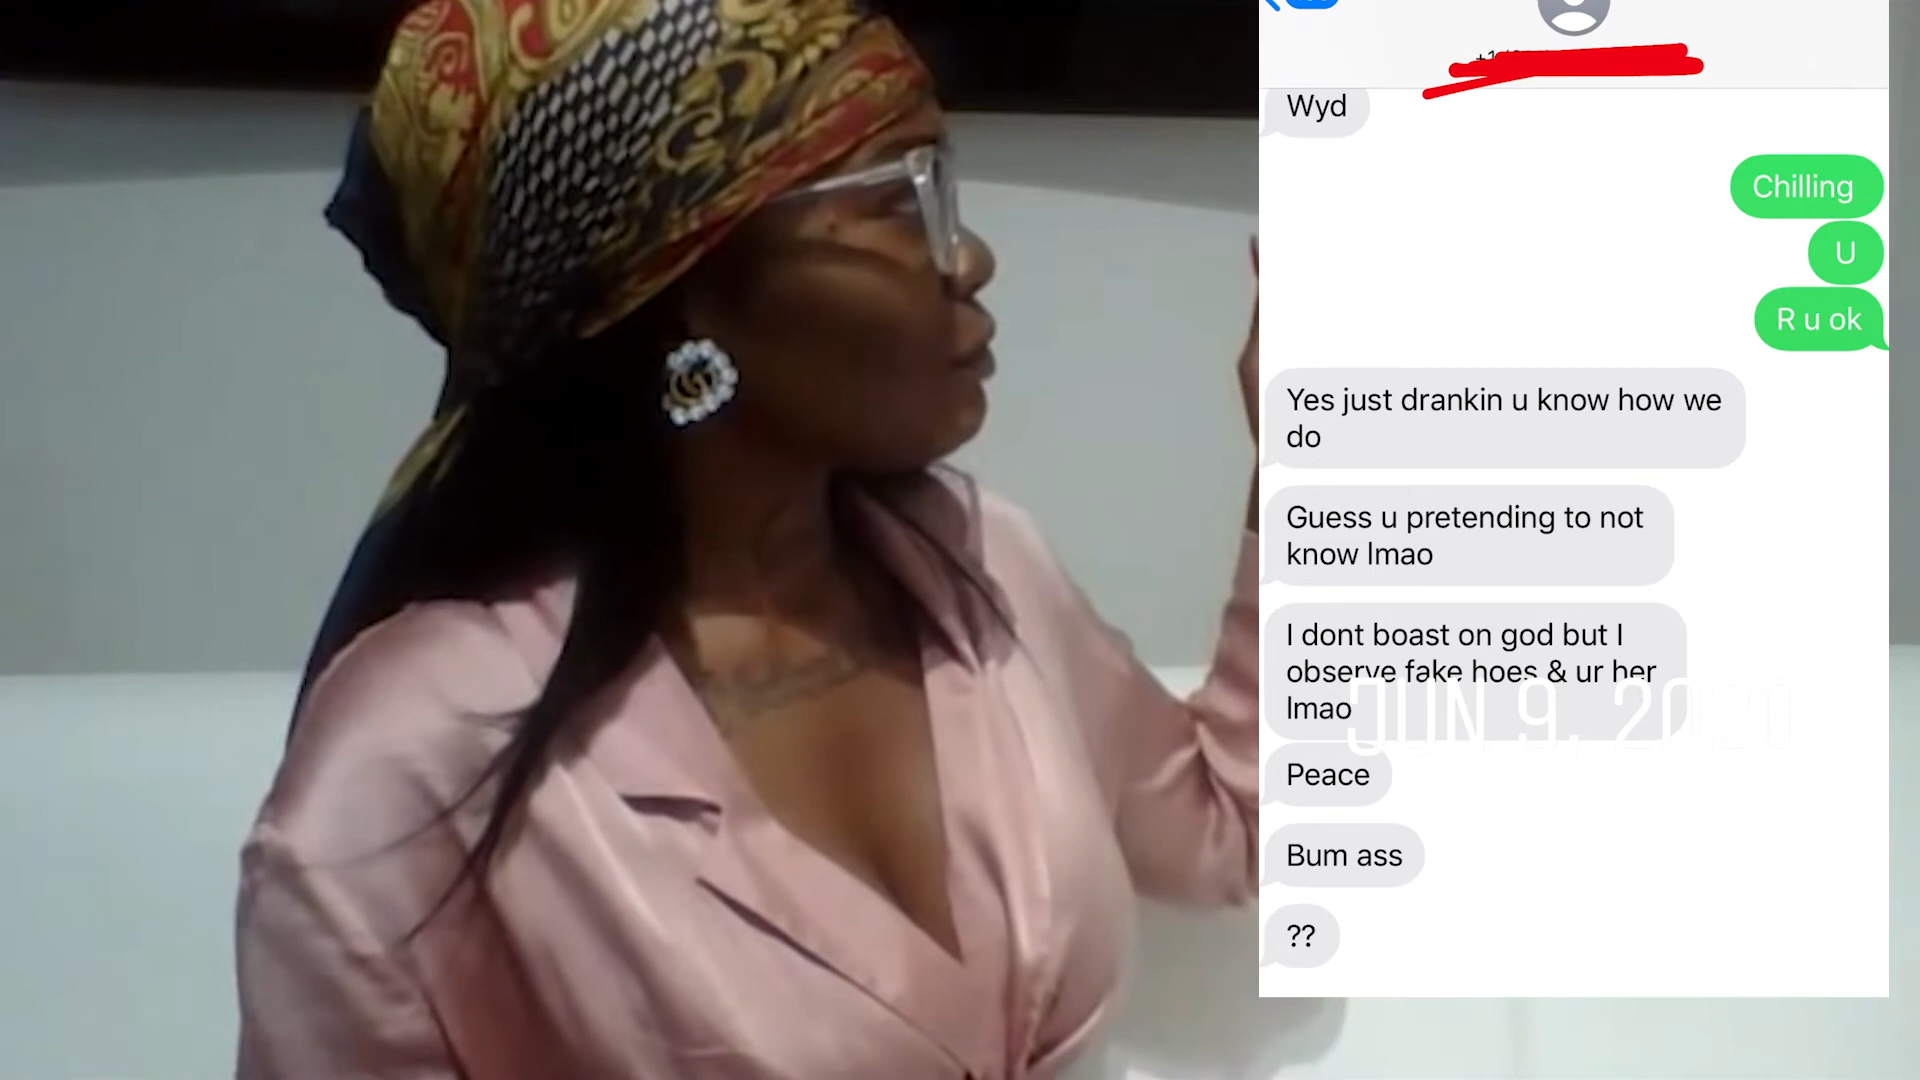 Wyd
Chilling
U
R u ok
Yes just drankin u know how we
do
Guess u pretending to not
know lmao
I dont boast on god but I
observe fake hoes & ur her
lmao
JUN 9, 2020
Peace
Bum ass
??